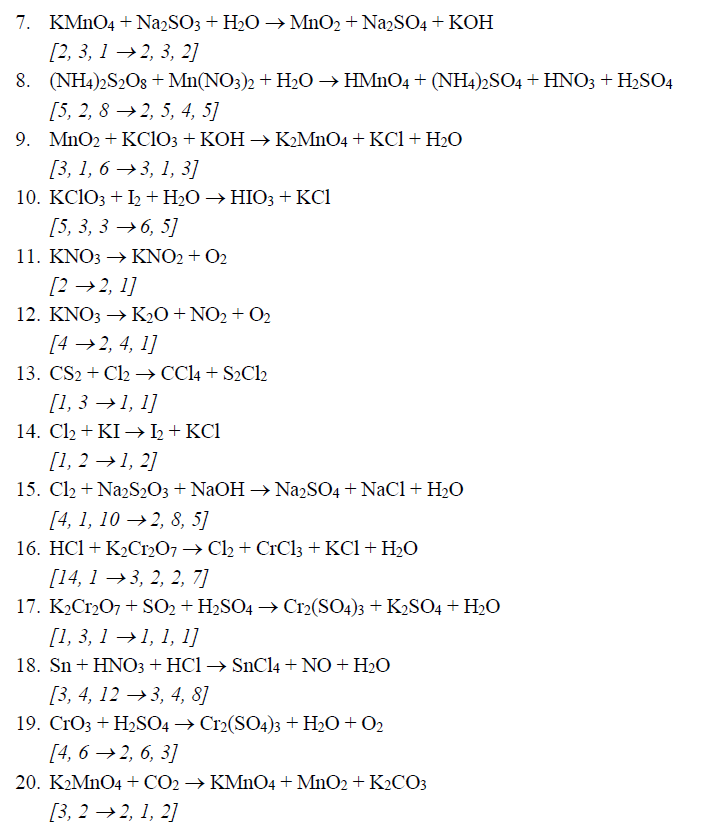 7. KMnO4 + Na2SO3 + H2O → MnO2 + Na2SO4 + KOH
[2, 3, 1 → 2, 3, 2]
8. (NH4)2S2O8 + Mn(NO3)2 + H2O → HMnO4 + (NH4)2SO4 + HNO3 + H2SO4
[5, 2, 8 → 2, 5, 4, 5]
9. MnO2 + KClO3 + KOH → K2MnO4 + KCl + H2O
[3, 1, 6 → 3, 1, 3]
10. KClO3 + I2 + H2O → HIO3 + KCl
[5, 3, 3 → 6, 5]
11. KNO3 → KNO2 + O2
[2 → 2, 1]
12. KNO3 → K2O + NO2 + O2
[4 → 2, 4, 1]
13. CS2 + Cl2 → CCl4 + S2Cl2
[1, 3 → 1, 1]
14. Cl2 + KI → I2 + KCl
[1, 2 → 1, 2]
15. Cl2 + Na2S2O3 + NaOH → Na2SO4 + NaCl + H2O
[4, 1, 10 → 2, 8, 5]
16. HCl + K2Cr2O7 → Cl2 + CrCl3 + KCl + H2O
[14, 1 → 3, 2, 2, 7]
17. K2Cr2O7 + SO2 + H2SO4 → Cr2(SO4)3 + K2SO4 + H2O
[1, 3, 1 → 1, 1, 1]
18. Sn + HNO3 + HCl → SnCl4 + NO + H2O
[3, 4, 12 → 3, 4, 8]
19. CrO3 + H2SO4 → Cr2(SO4)3 + H2O + O2
[4, 6 → 2, 6, 3]
20. K2MnO4 + CO2 → KMnO4 + MnO2 + K2CO3
[3, 2 → 2, 1, 2]